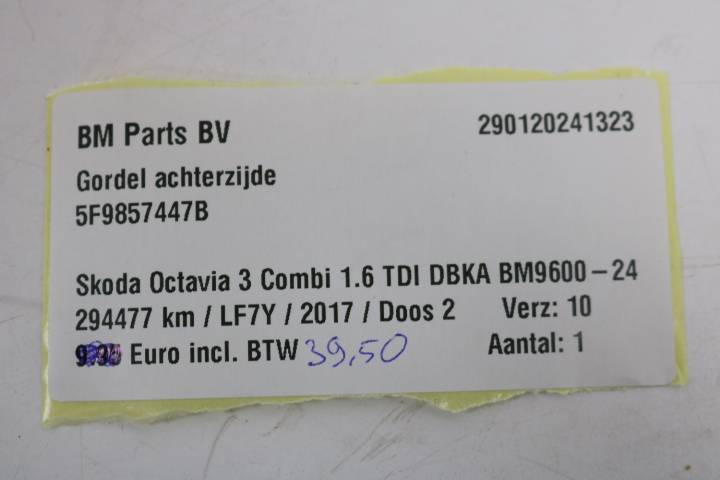 BM Parts BV 290120241323
Gordel achterzijde
5F9857447B
Skoda Octavia 3 Combi 1.6 TDI DBKA BM9600-24
294477 km / LF7Y / 2017 / Doos 2 Verz: 10
Euro incl. BTW 39,50 Aantal: 1